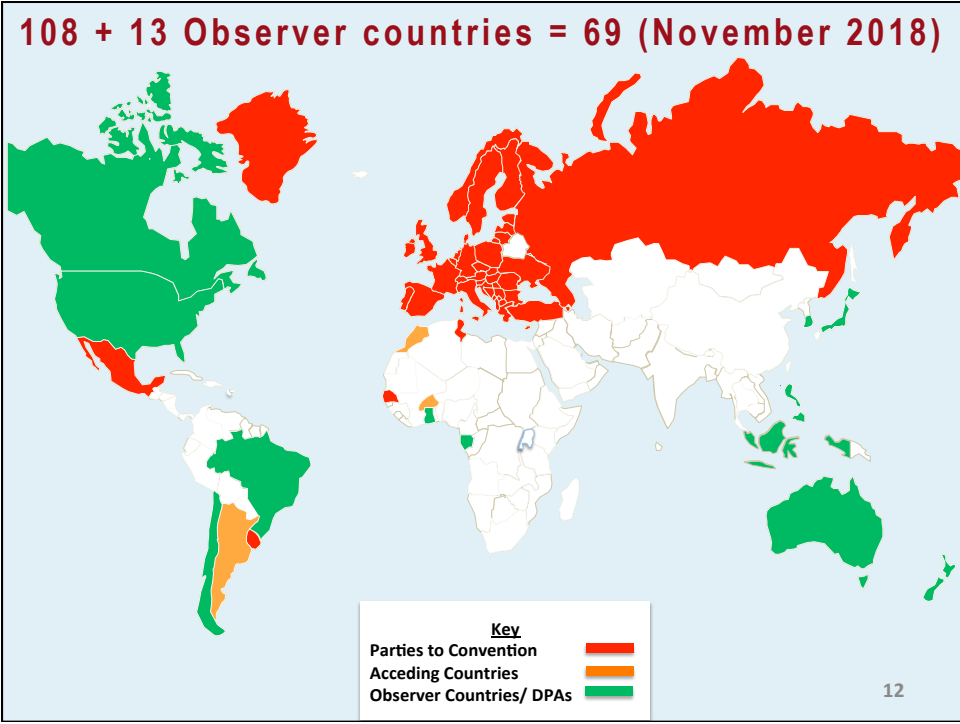 108 + 13 Observer countries = 69 (November 2018)
Key
Parties to Convention
Acceding Countries
Observer Countries/ DPAs
12